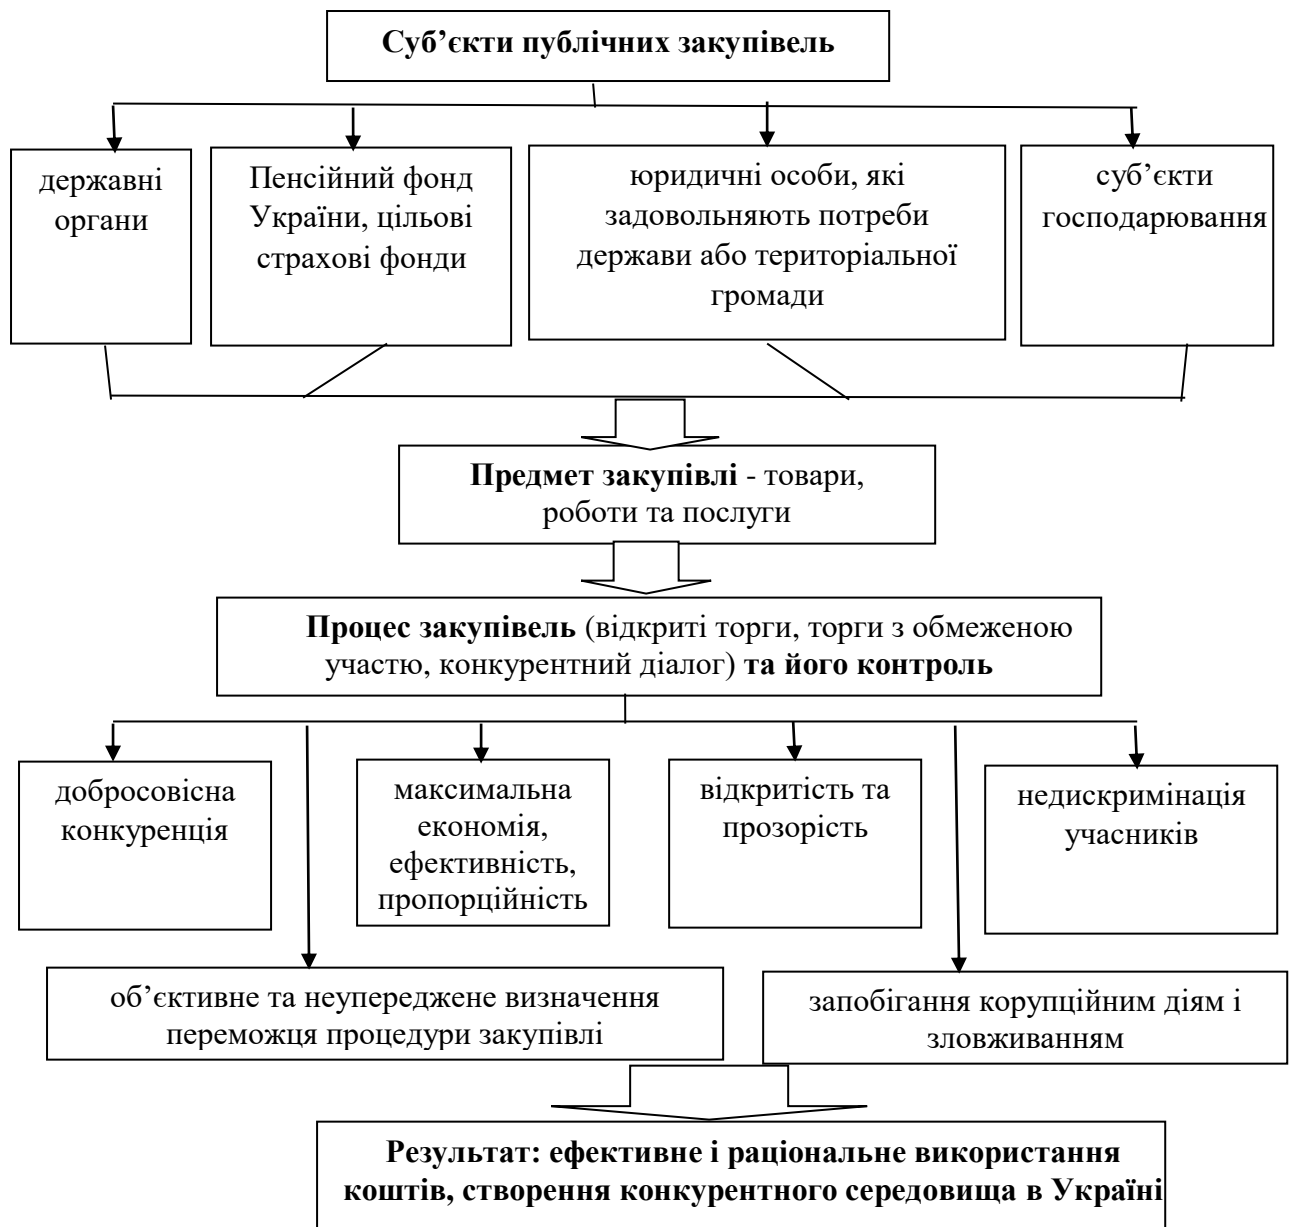 Суб’єкти публічних закупівель
державні
органи
Пенсійний фонд
України, цільові
страхові фонди
юридичні особи, які
задовольняють потреби
держави або територіальної
громади
суб’єкти
господарювання
Предмет закупівлі - товари,
роботи та послуги
Процес закупівель (відкриті торги, торги з обмеженою
участю, конкурентний діалог) та його контроль
добросовісна
конкуренція
максимальна
економія,
ефективність,
пропорційність
відкритість та
прозорість
недискримінація
учасників
об’єктивне та неупереджене визначення
переможця процедури закупівлі
запобігання корупційним діям і
зловживанням
Результат: ефективне і раціональне використання
коштів, створення конкурентного середовища в Україні